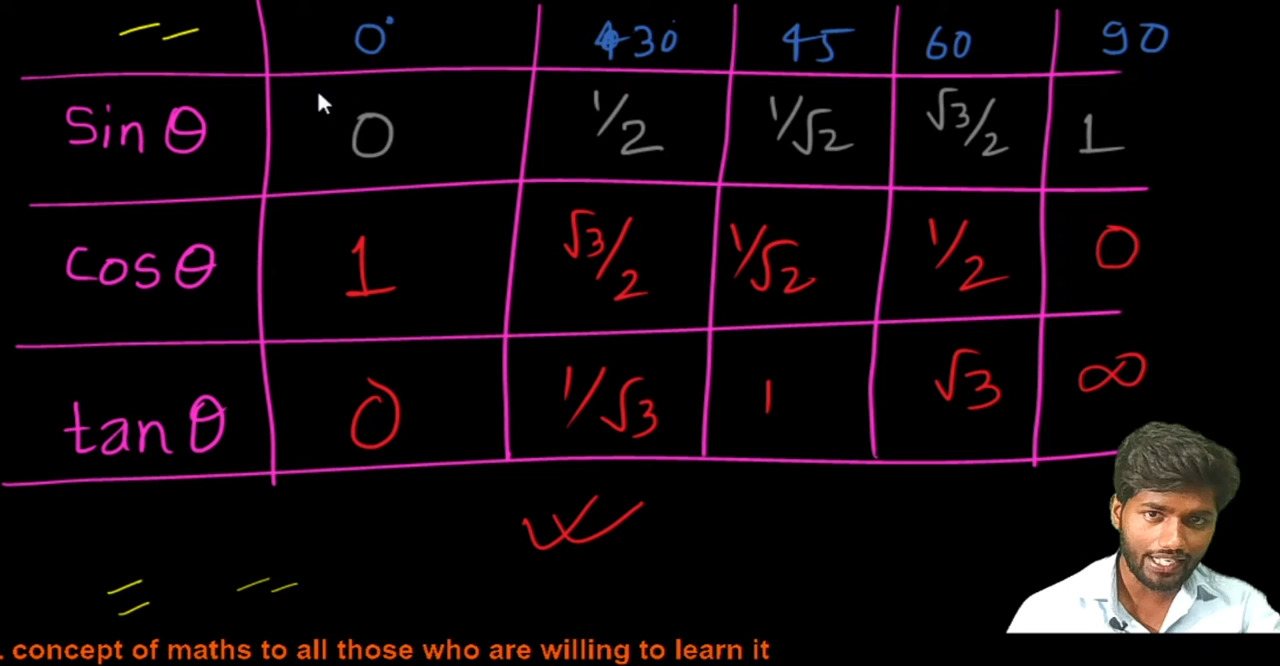 0° 30° 45 60 90
Sin θ 0 1/2 1/√2 √3/2 1
cos θ 1 √3/2 1/√2 1/2 0
tan θ 0 1/√3 1 √3 ∞
. concept of maths to all those who are willing to learn it